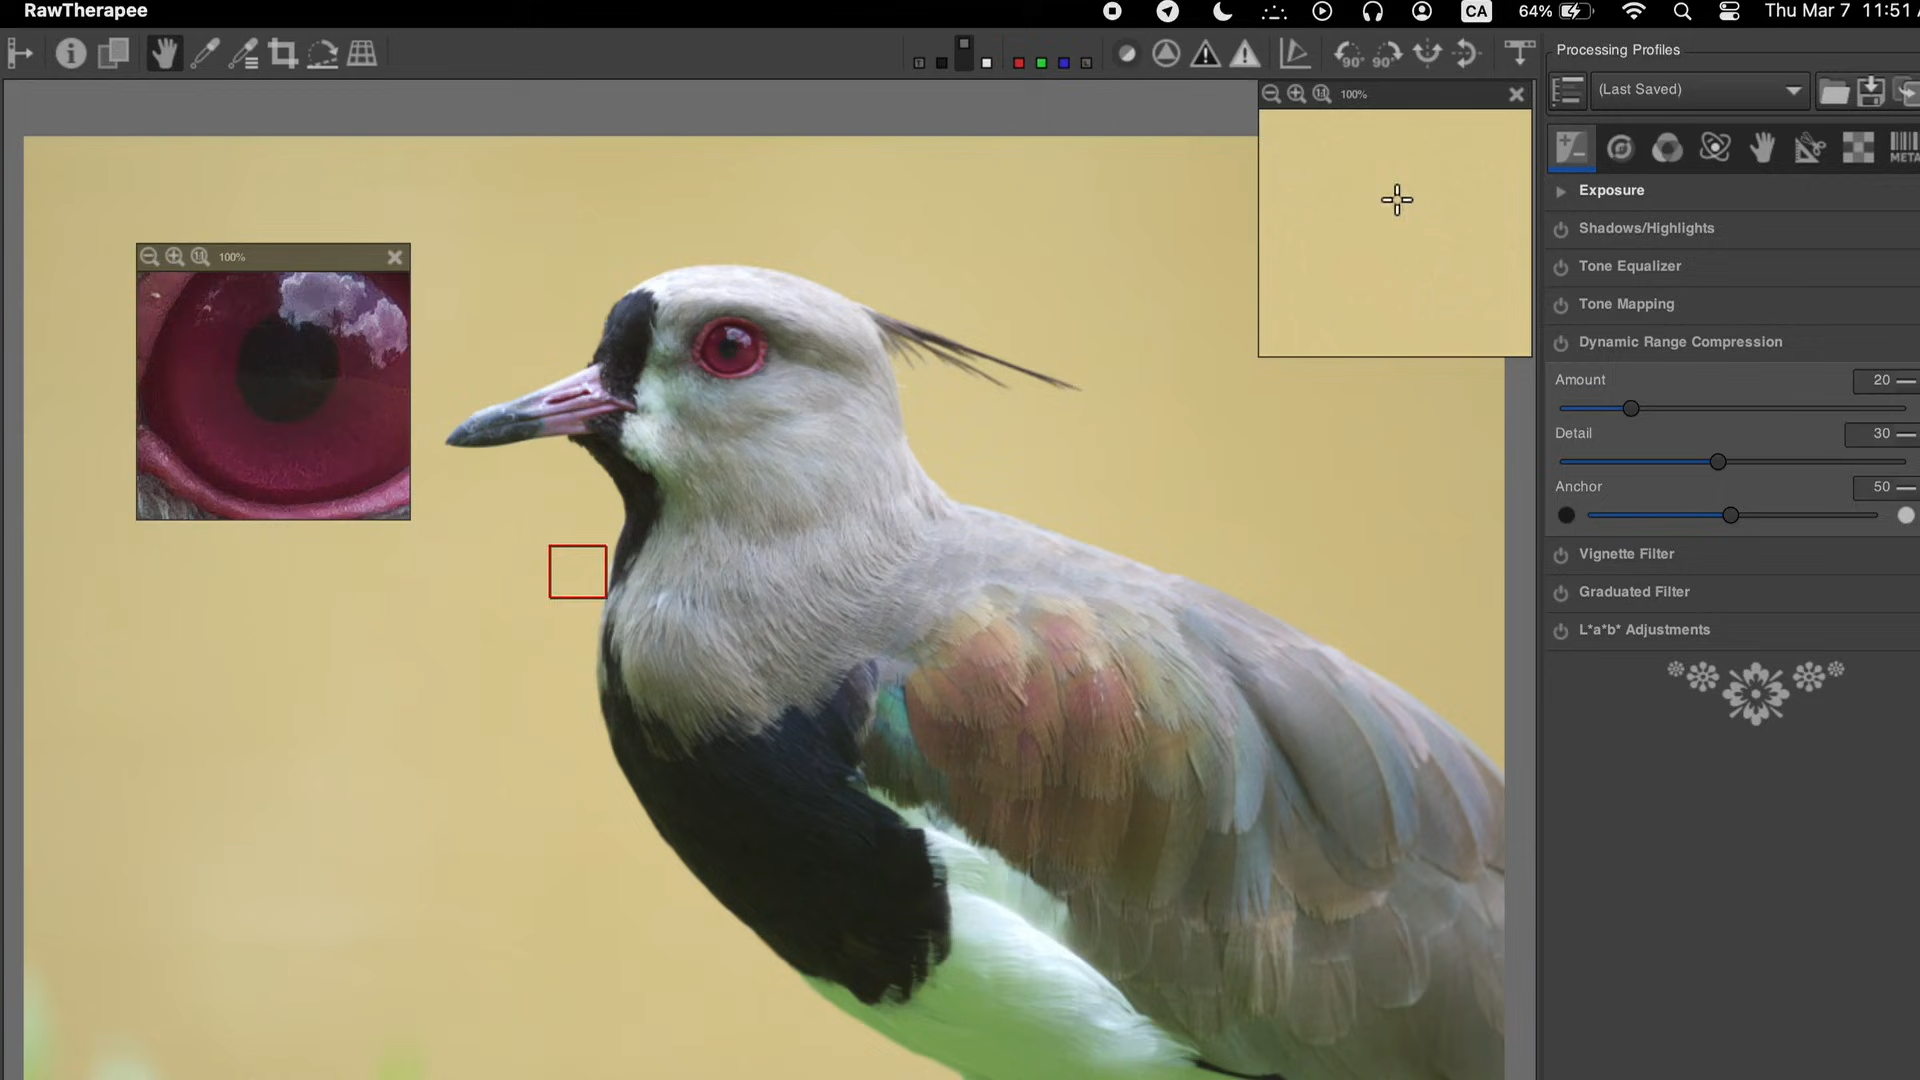 RawTherapee
CA
64%
Thu Mar 7 11:51
90°
90°
Processing Profiles
(Last Saved)
META
100%
100%
Exposure
Shadows/Highlights
Tone Equalizer
Tone Mapping
Dynamic Range Compression
Amount 20
Detail 30
Anchor 50
Vignette Filter
Graduated Filter
L*a*b* Adjustments